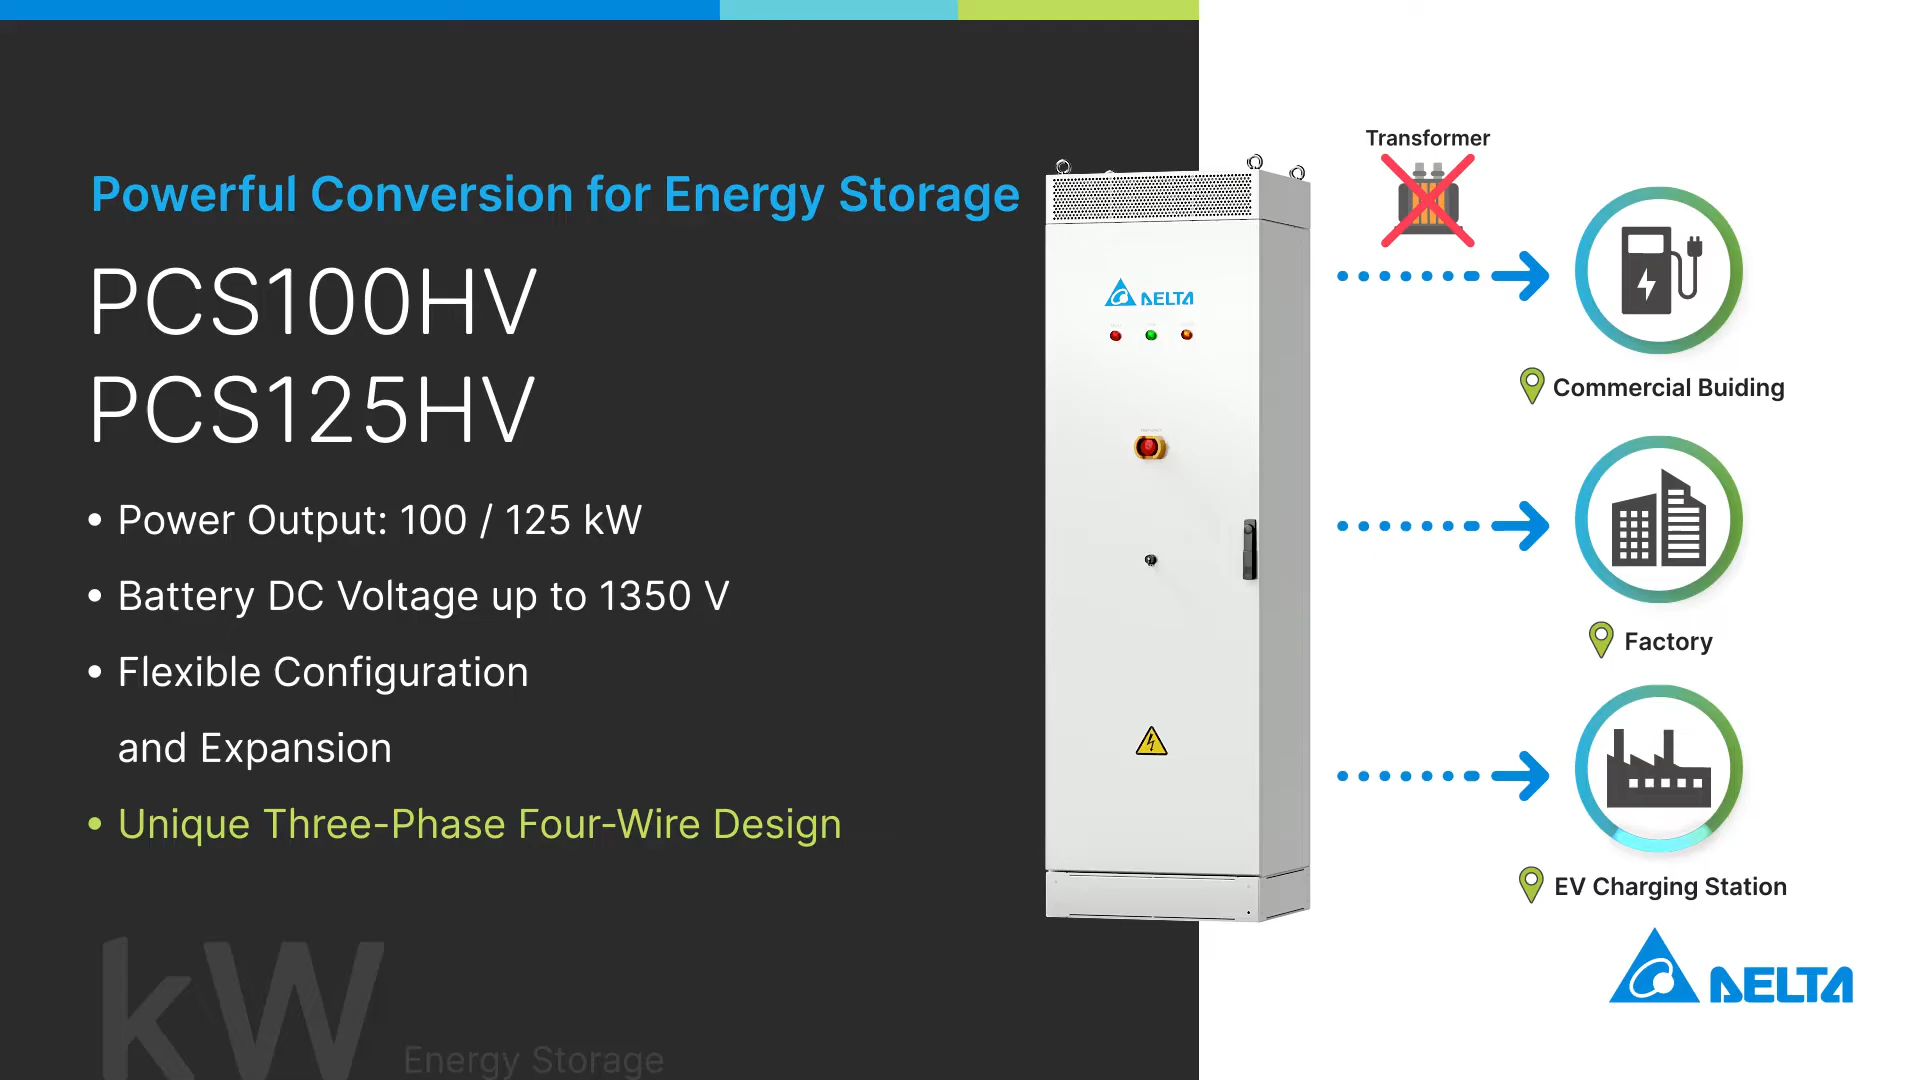 Powerful Conversion for Energy Storage
PCS100HV
PCS125HV
• Power Output: 100 / 125 kW
• Battery DC Voltage up to 1350 V
• Flexible Configuration
and Expansion
• Unique Three-Phase Four-Wire Design
kW
Energy Storage
DELTA
Transformer
Commercial Buiding
Factory
EV Charging Station
DELTA